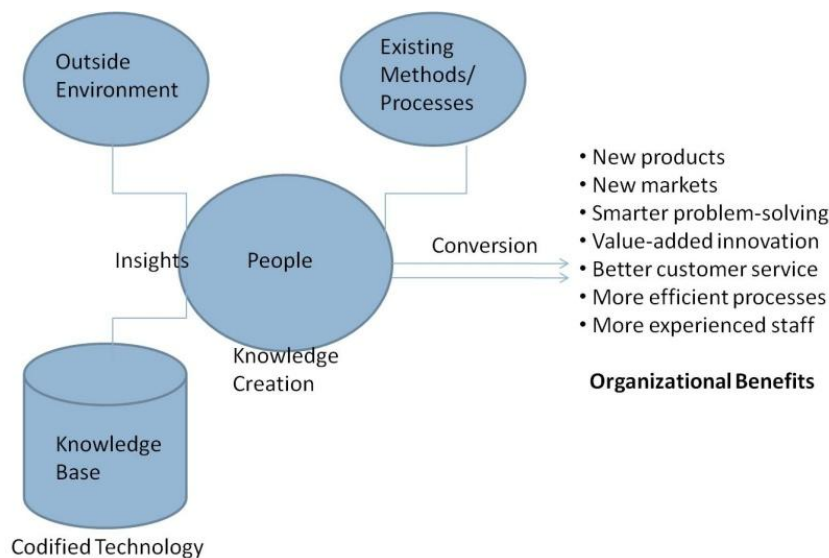 Outside
Environment
Existing
Methods/
Processes
Insights
People
Knowledge
Creation
Conversion
• New products
• New markets
• Smarter problem-solving
• Value-added innovation
• Better customer service
• More efficient processes
• More experienced staff
Organizational Benefits
Knowledge
Base
Codified Technology